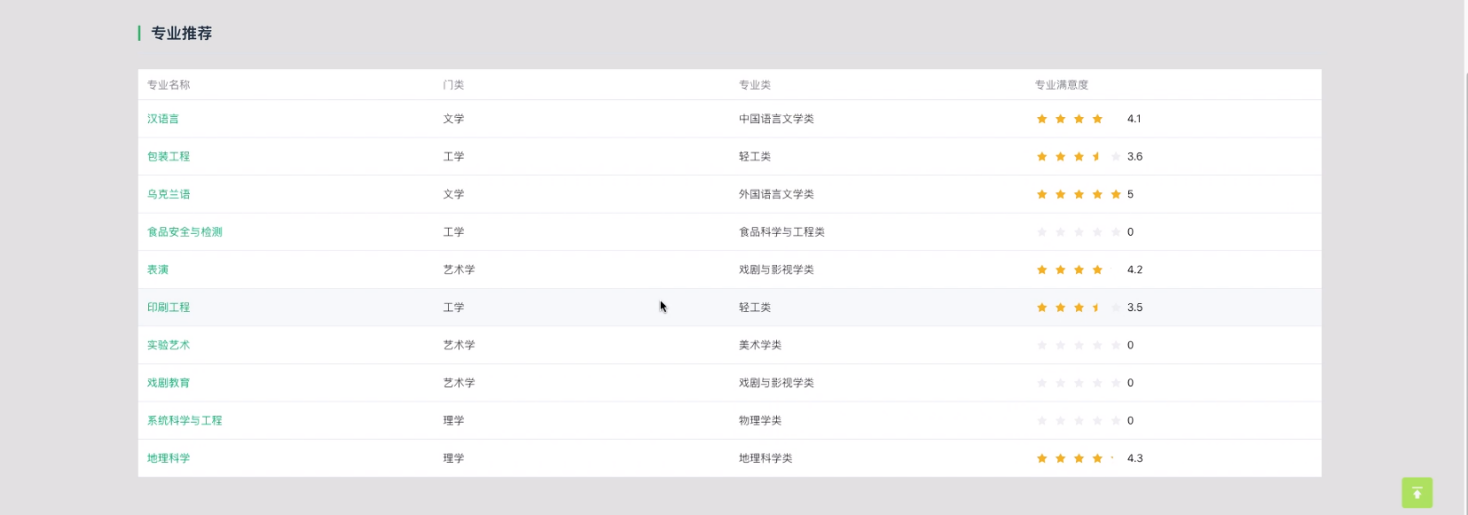 专业推荐
专业名称 门类 专业类 专业满意度
汉语言 文学 中国语言文学类 4.1
包装工程 工学 轻工类 3.6
乌克兰语 文学 外国语言文学类 5
食品安全与检测 工学 食品科学与工程类 0
表演 艺术学 戏剧与影视学类 4.2
印刷工程 工学 轻工类 3.5
实验艺术 艺术学 美术学类 0
戏剧教育 艺术学 戏剧与影视学类 0
系统科学与工程 理学 物理学类 0
地理科学 理学 地理科学类 4.3